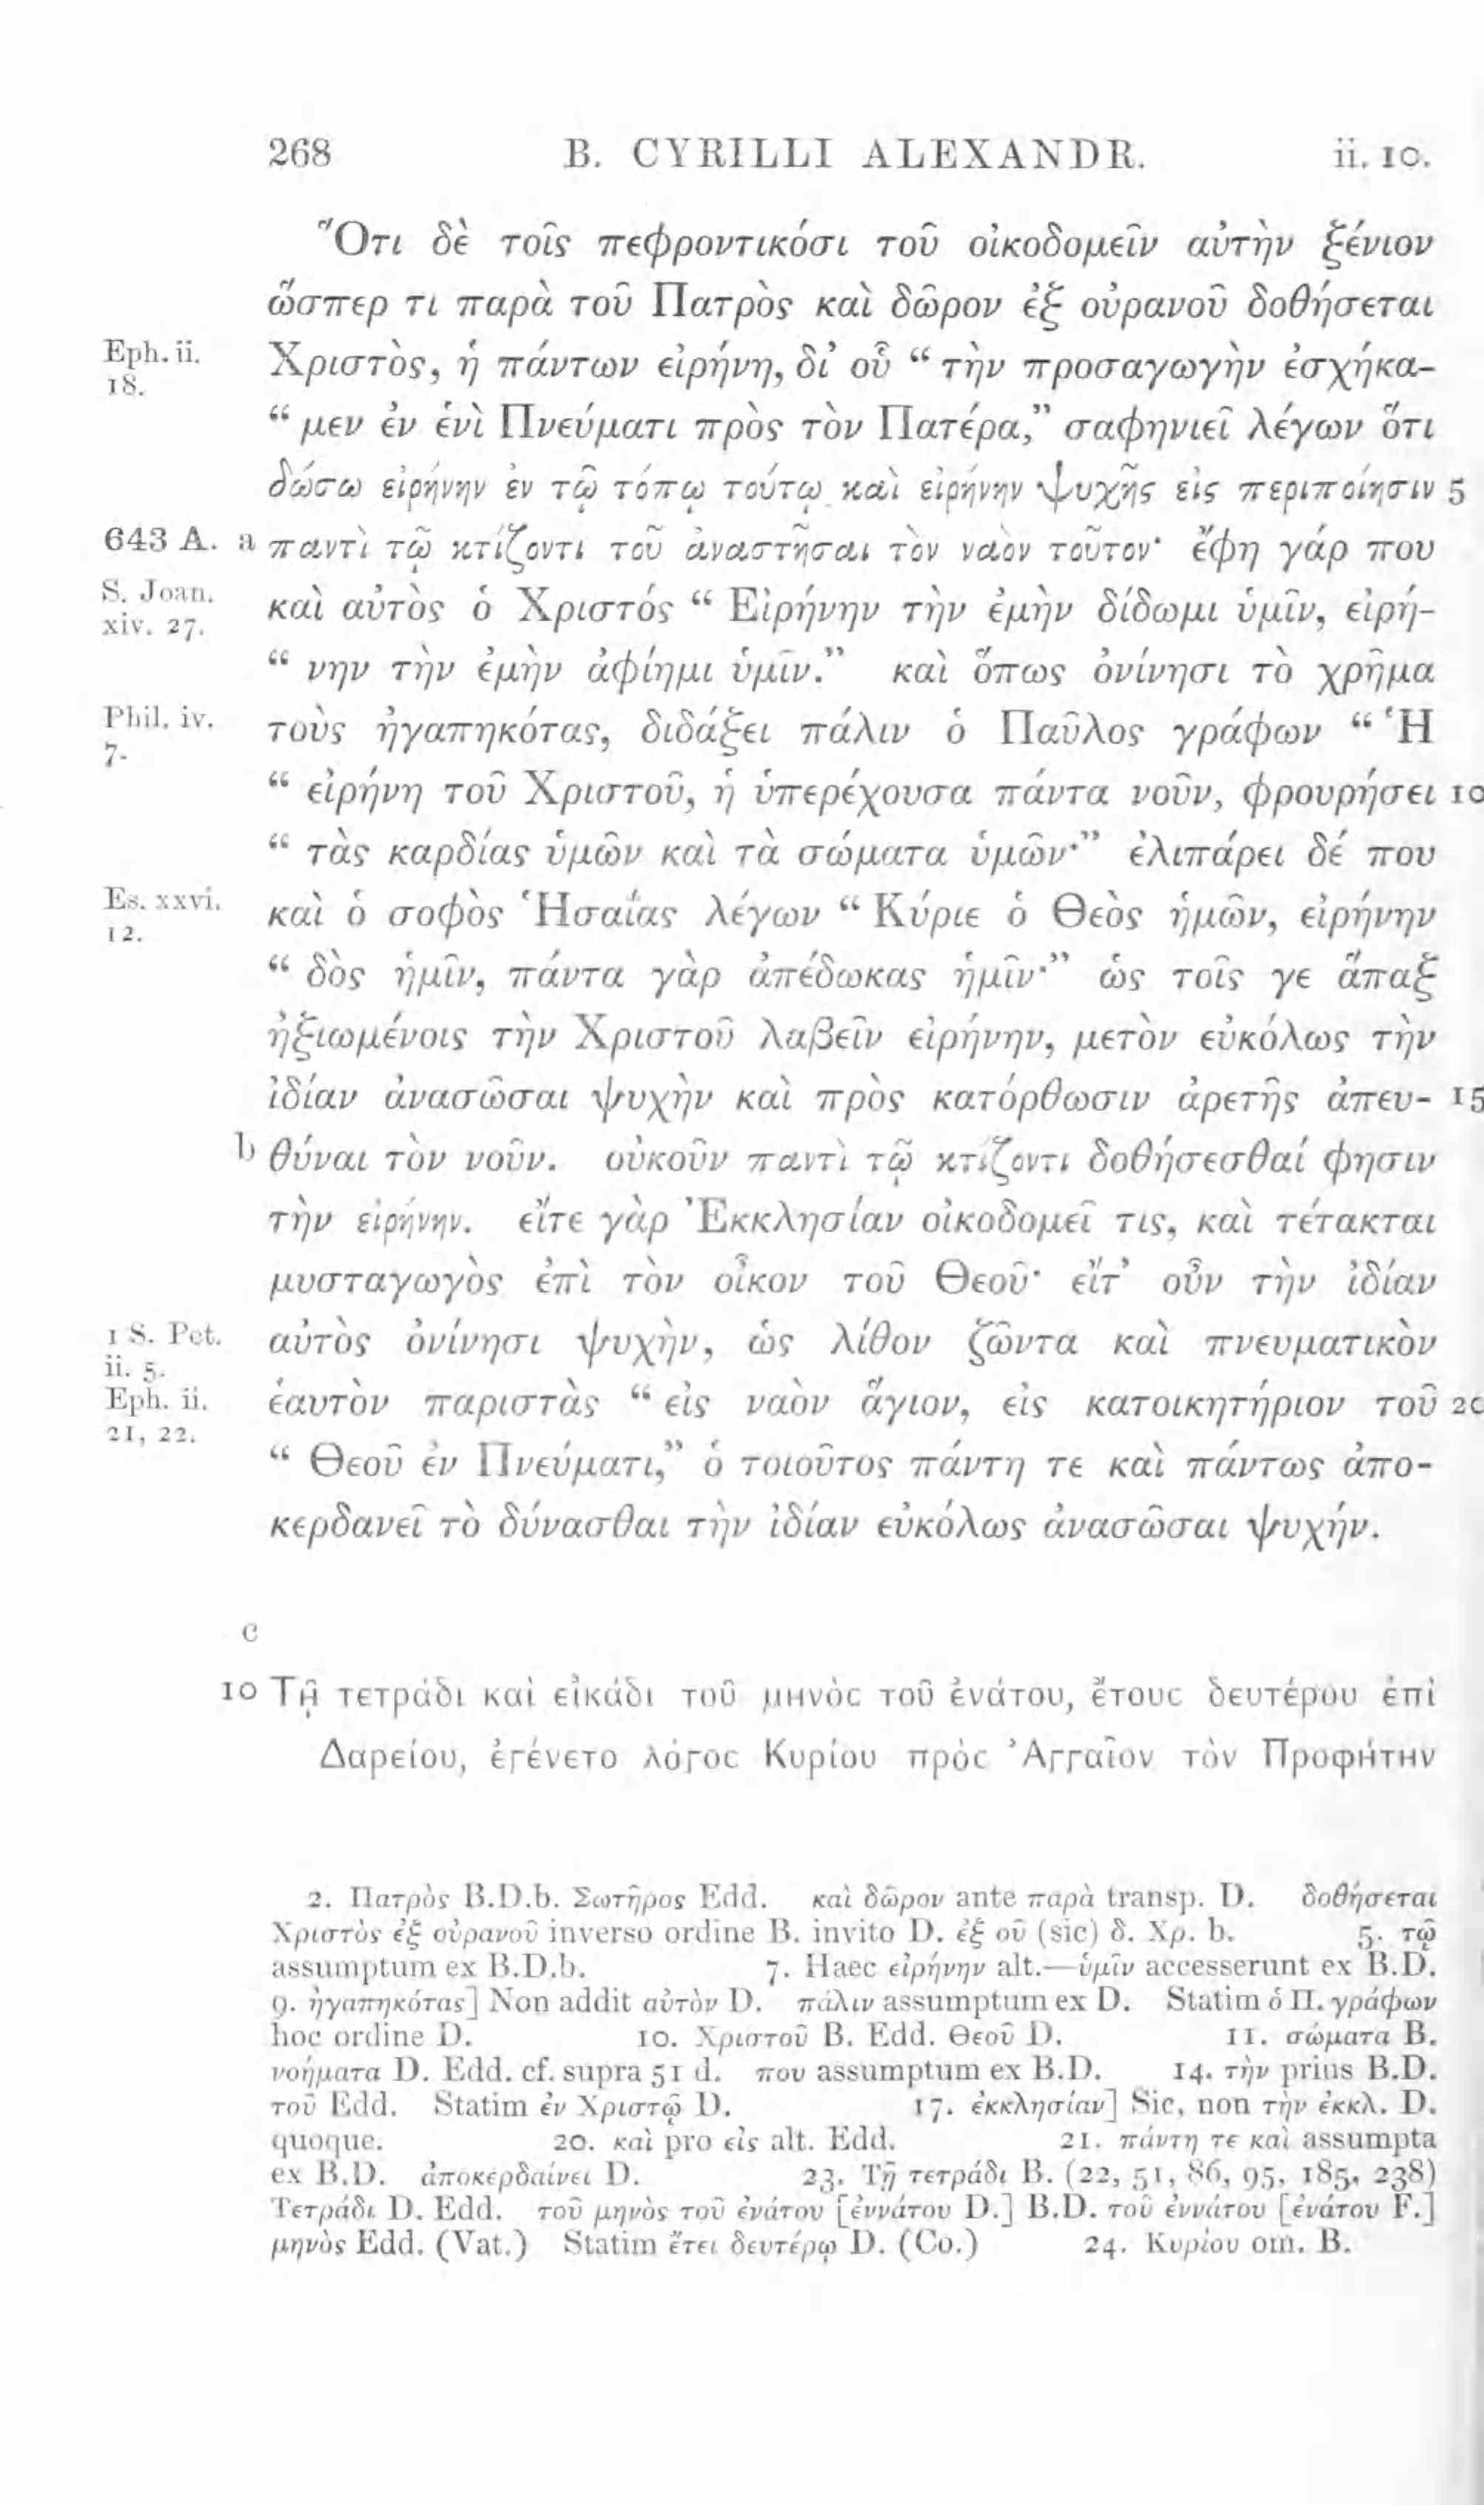 268 B. CYRILLI ALEXANDR. ii. 10.
Ὅτι δὲ τοῖς πεφροντικόσι τοῦ οἰκοδομεῖν αὐτὴν ξένιον
ὥσπερ τι παρὰ τοῦ Πατρὸς καὶ δῶρον ἐξ οὐρανοῦ δοθήσεται
Eph. ii. 18. Χριστὸς, ἡ πάντων εἰρήνη, δι’ οὗ “ τὴν προσαγωγὴν ἐσχήκα-
“ μεν ἐν ἑνὶ Πνεύματι πρὸς τὸν Πατέρα,” σαφηνιεῖ λέγων ὅτι
δώσω εἰρήνην ἐν τῷ τόπῳ τούτῳ καὶ εἰρήνην ψυχῆς εἰς περιποίησιν 5
643 A. a παντὶ τῷ κτίζοντι τοῦ ἀναστῆσαι τὸν ναὸν τοῦτον· ἔφη γάρ που
S. Joan. xiv. 27. καὶ αὐτὸς ὁ Χριστός “ Εἰρήνην τὴν ἐμὴν δίδωμι ὑμῖν, εἰρή-
“ νην τὴν ἐμὴν ἀφίημι ὑμῖν.” καὶ ὅπως ὀνίνησι τὸ χρῆμα
Phil. iv. 7. τοὺς ἠγαπηκότας, διδάξει πάλιν ὁ Παῦλος γράφων “ Ἡ
“ εἰρήνη τοῦ Χριστοῦ, ἡ ὑπερέχουσα πάντα νοῦν, φρουρήσει 10
“ τὰς καρδίας ὑμῶν καὶ τὰ σώματα ὑμῶν·” ἐλιπάρει δέ που
Es. xxvi. 12. καὶ ὁ σοφὸς Ἡσαΐας λέγων “ Κύριε ὁ Θεὸς ἡμῶν, εἰρήνην
“ δὸς ἡμῖν, πάντα γὰρ ἀπέδωκας ἡμῖν·” ὡς τοῖς γε ἅπαξ
ἠξιωμένοις τὴν Χριστοῦ λαβεῖν εἰρήνην, μετὸν εὐκόλως τὴν
ἰδίαν ἀνασῶσαι ψυχὴν καὶ πρὸς κατόρθωσιν ἀρετῆς ἀπευ- 15
b θύναι τὸν νοῦν. οὐκοῦν παντὶ τῷ κτίζοντι δοθήσεσθαί φησιν
τὴν εἰρήνην. εἴτε γὰρ Ἐκκλησίαν οἰκοδομεῖ τις, καὶ τέτακται
μυσταγωγὸς ἐπὶ τὸν οἶκον τοῦ Θεοῦ· εἴτ’ οὖν τὴν ἰδίαν
1 S. Pet. ii. 5. αὐτὸς ὀνίνησι ψυχὴν, ὡς λίθον ζῶντα καὶ πνευματικὸν
Eph. ii. 21, 22. ἑαυτὸν παριστὰς “ εἰς ναὸν ἅγιον, εἰς κατοικητήριον τοῦ 20
“ Θεοῦ ἐν Πνεύματι,” ὁ τοιοῦτος πάντη τε καὶ πάντως ἀπο-
κερδανεῖ τὸ δύνασθαι τὴν ἰδίαν εὐκόλως ἀνασῶσαι ψυχήν.
c
10 Τῇ τετράδι καὶ εἰκάδι τοῦ μηνὸς τοῦ ἐνάτου, ἔτους δευτέρου ἐπὶ
Δαρείου, ἐγένετο λόγος Κυρίου πρὸς Ἀγγαῖον τὸν Προφήτην
2. Πατρὸς B.D.b. Σωτῆρος Edd. καὶ δῶρον ante παρὰ transp. D. δοθήσεται
Χριστὸς ἐξ οὐρανοῦ inverso ordine B. invito D. ἐξ οὗ (sic) δ. Χρ. b. 5. τῷ
assumptum ex B.D.b. 7. Haec εἰρήνην alt.—ὑμῖν accesserunt ex B.D.
9. ἠγαπηκότας] Non addit αὐτὸν D. πάλιν assumptum ex D. Statim ὁ Π. γράφων
hoc ordine D. 10. Χριστοῦ B. Edd. Θεοῦ D. 11. σώματα B.
νοήματα D. Edd. cf. supra 51 d. που assumptum ex B.D. 14. τὴν prius B.D.
τοῦ Edd. Statim ἐν Χριστῷ D. 17. ἐκκλησίαν] Sic, non τὴν ἐκκλ. D.
quoque. 20. καὶ pro εἰς alt. Edd. 21. πάντη τε καὶ assumpta
ex B.D. ἀποκερδαίνει D. 23. Τῇ τετράδι B. (22, 51, 86, 95, 185, 238)
Τετράδι D. Edd. τοῦ μηνὸς τοῦ ἐνάτου [ἐννάτου D.] B.D. τοῦ ἐννάτου [ἐνάτου F.]
μηνὸς Edd. (Vat.) Statim ἔτει δευτέρῳ D. (Co.) 24. Κυρίου om. B.